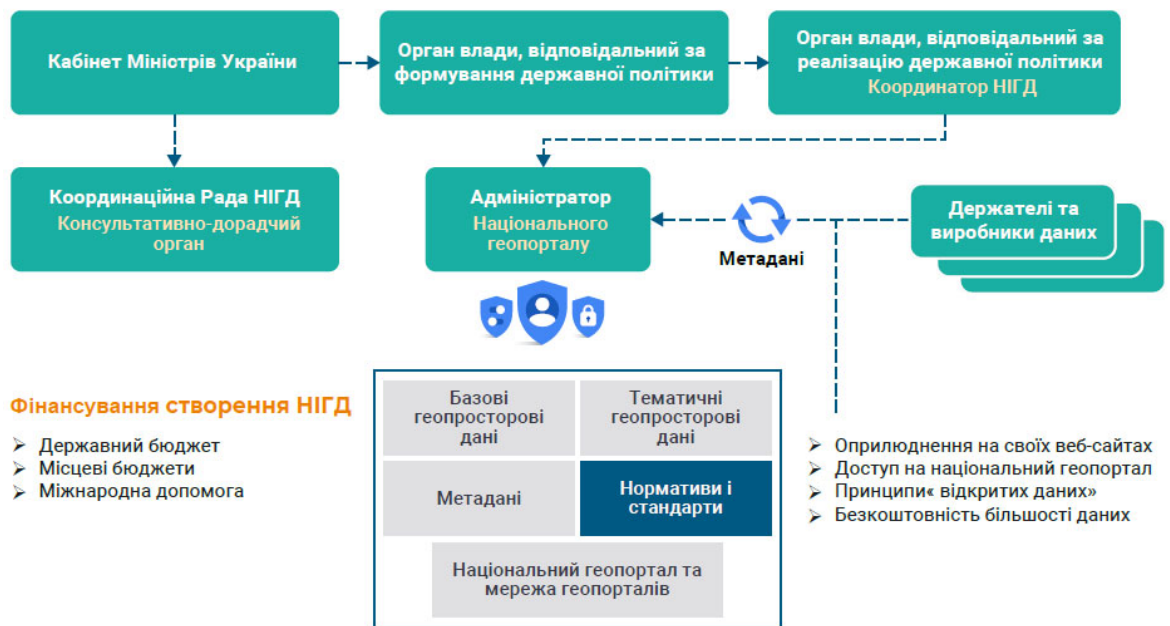 Кабінет Міністрів України
Орган влади, відповідальний за
формування державної політики
Орган влади, відповідальний за
реалізацію державної політики
Координатор НІГД
Координаційна Рада НІГД
Консультативно-дорадчий
орган
Адміністратор
Національного
геопорталу
Метадані
Держателі та
виробники даних
Фінансування створення НІГД
➢ Державний бюджет
➢ Місцеві бюджети
➢ Міжнародна допомога
Базові
геопросторові
дані
Тематичні
геопросторові
дані
Метадані
Нормативи і
стандарти
Національний геопортал та
мережа геопорталів
➢ Оприлюднення на своїх веб-сайтах
➢ Доступ на національний геопортал
➢ Принципи« відкритих даних»
➢ Безкоштовність більшості даних